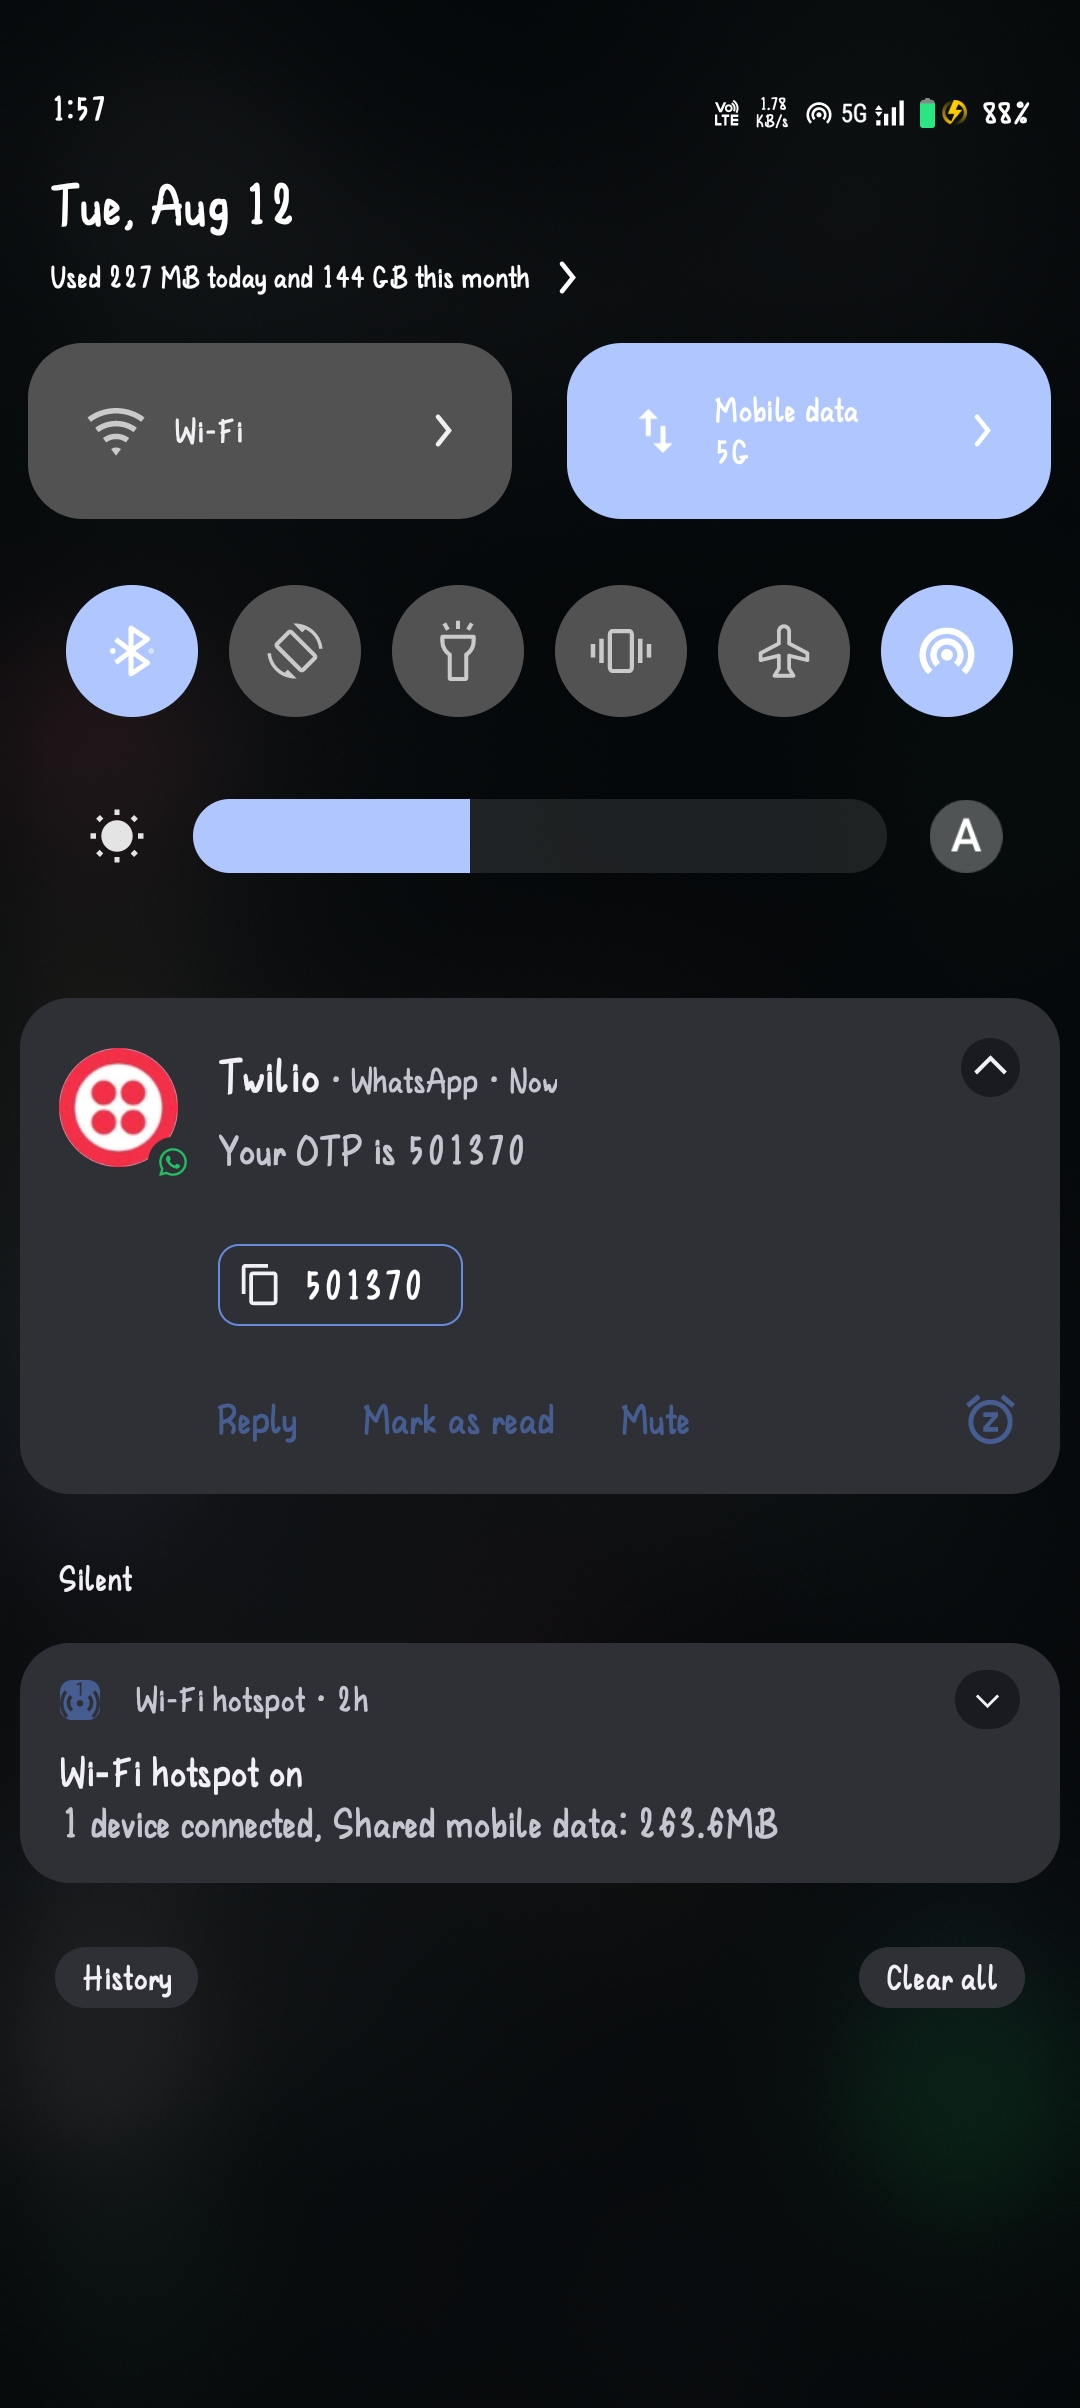 1:57
Vo LTE 1.78 KB/s 5G 88%
Tue, Aug 12
Used 227 MB today and 144 GB this month
Wi-Fi
Mobile data
5G
A
Twilio · WhatsApp · Now
Your OTP is 501370
501370
Reply Mark as read Mute
Silent
Wi-Fi hotspot · 2h
Wi-Fi hotspot on
1 device connected, Shared mobile data: 263.6MB
History Clear all